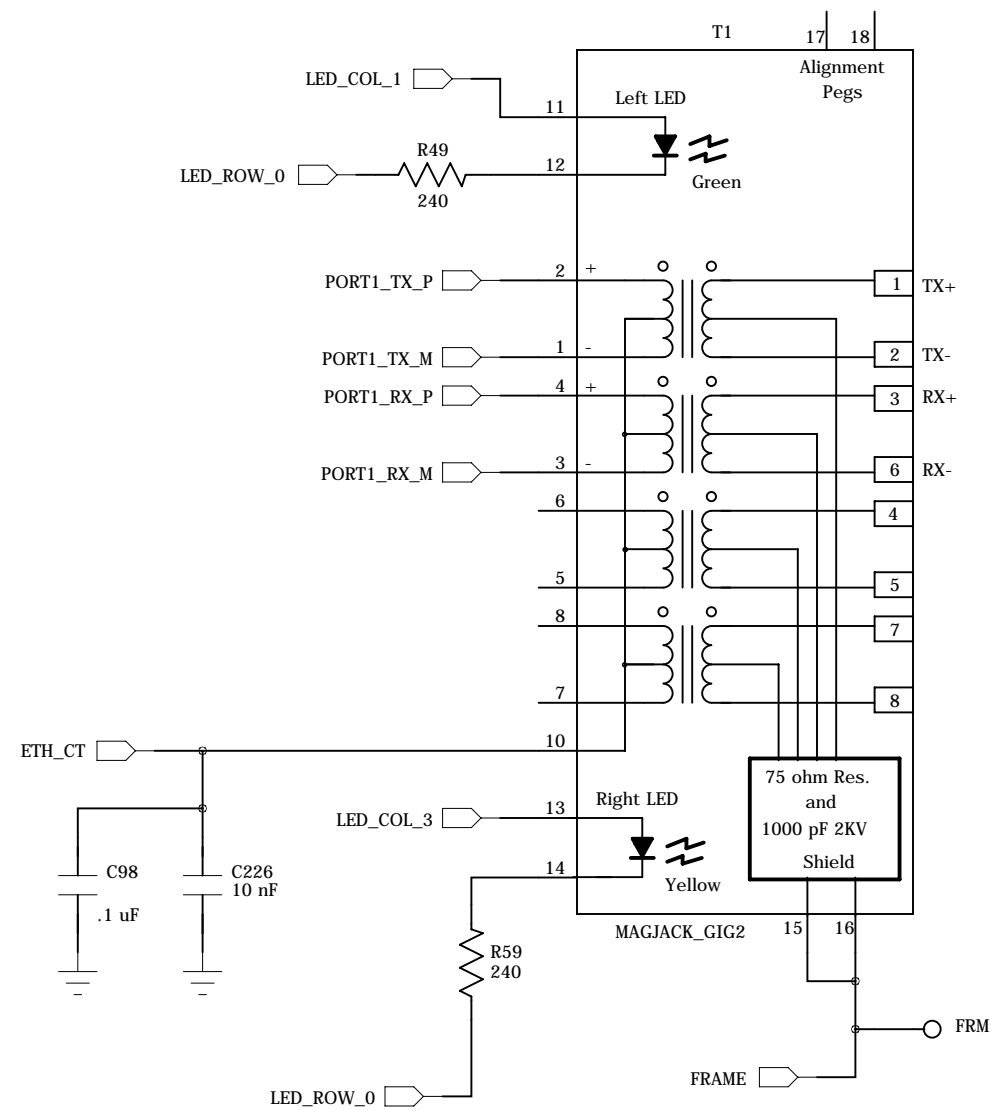 T1
17
18
LED_COL_1
Alignment
Pegs
11
Left LED
R49
12
LED_ROW_0
240
Green
PORT1_TX_P
2
+
1
TX+
PORT1_TX_M
1
-
2
TX-
PORT1_RX_P
4
+
3
RX+
PORT1_RX_M
3
-
6
RX-
6
4
5
5
8
7
7
8
ETH_CT
10
75 ohm Res.
and
1000 pF 2KV
Shield
LED_COL_3
13
Right LED
14
Yellow
C98
.1 uF
C226
10 nF
MAGJACK_GIG2
15
16
R59
240
FRM
FRAME
LED_ROW_0